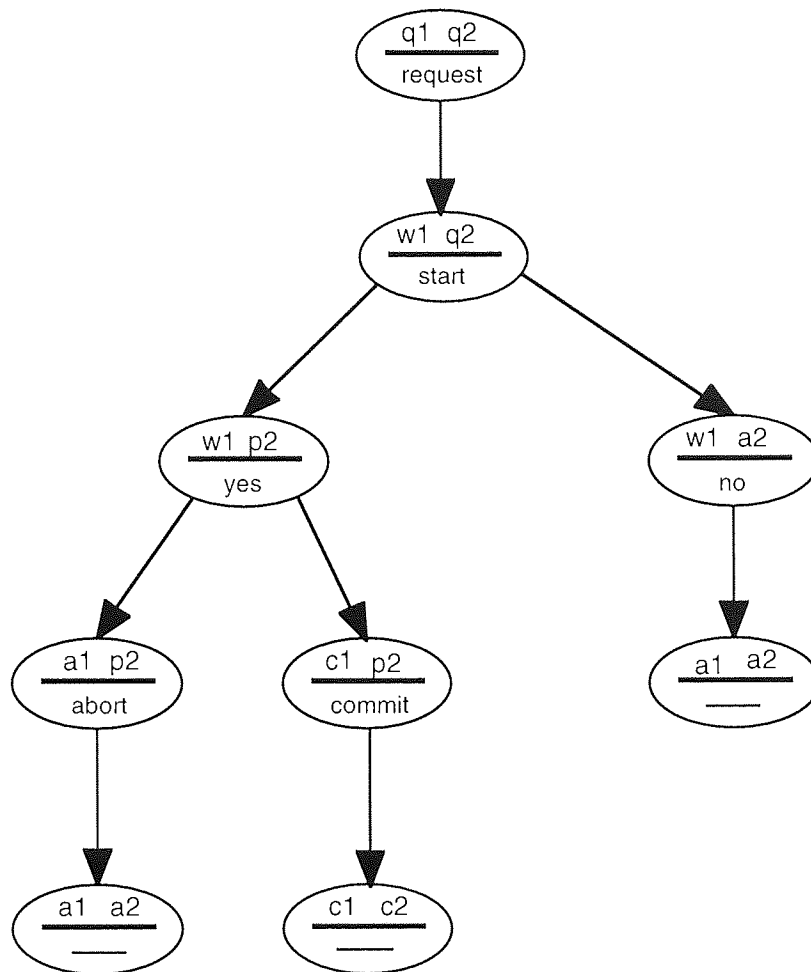 q1 q2
request
w1 q2
start
w1 p2
yes
w1 a2
no
a1 p2
abort
c1 p2
commit
a1 a2
a1 a2
c1 c2